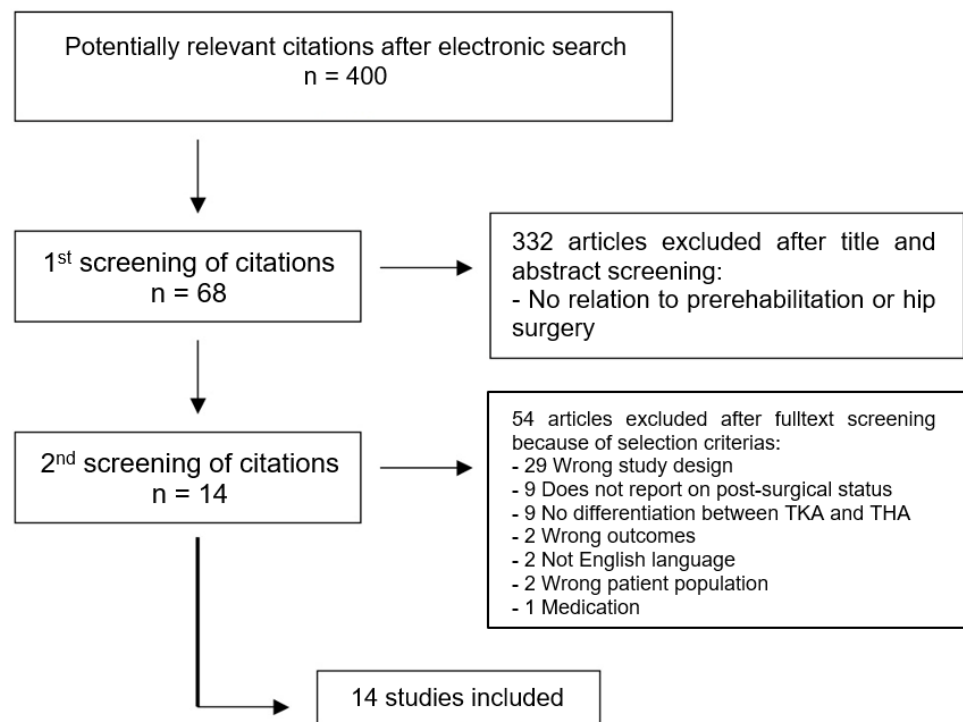 Potentially relevant citations after electronic search
n = 400
1st screening of citations
n = 68
332 articles excluded after title and
abstract screening:
- No relation to prerehabilitation or hip
surgery
2nd screening of citations
n = 14
54 articles excluded after fulltext screening
because of selection criterias:
- 29 Wrong study design
- 9 Does not report on post-surgical status
- 9 No differentiation between TKA and THA
- 2 Wrong outcomes
- 2 Not English language
- 2 Wrong patient population
- 1 Medication
14 studies included